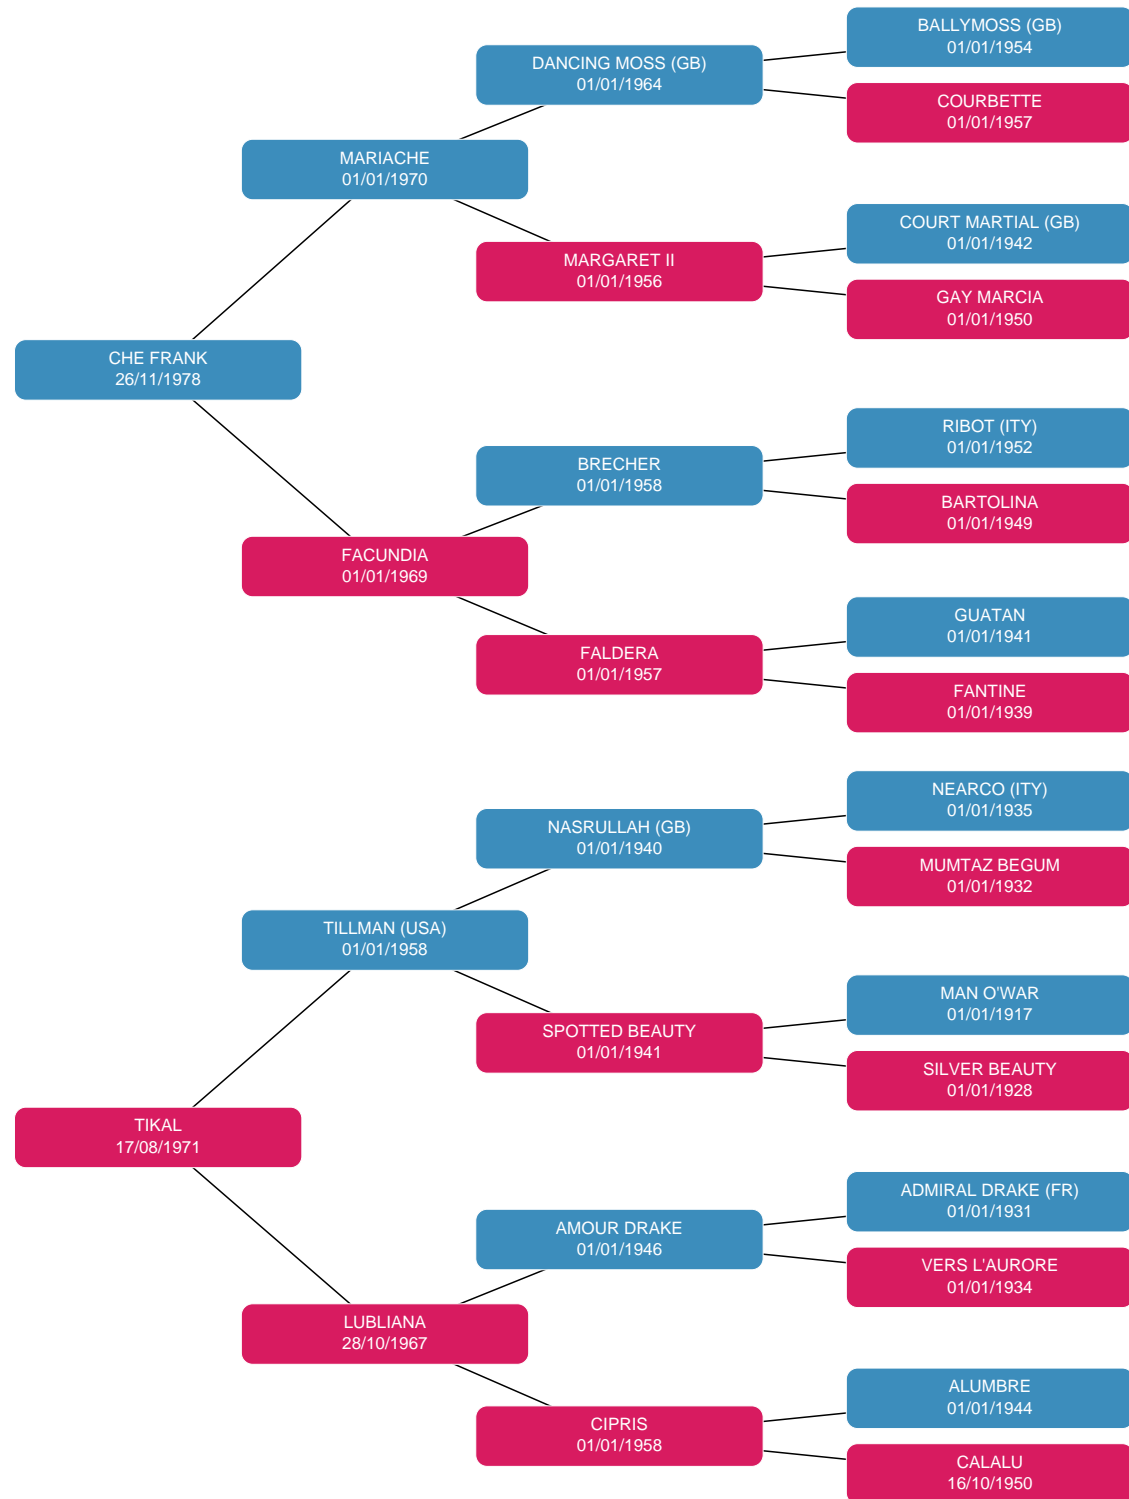 BALLYMOSS (GB)
01/01/1954
DANCING MOSS (GB)
01/01/1964
COURBETTE
01/01/1957
MARIACHE
01/01/1970
COURT MARTIAL (GB)
01/01/1942
MARGARET II
01/01/1956
GAY MARCIA
01/01/1950
CHE FRANK
26/11/1978
RIBOT (ITY)
01/01/1952
BRECHER
01/01/1958
BARTOLINA
01/01/1949
FACUNDIA
01/01/1969
GUATAN
01/01/1941
FALDERA
01/01/1957
FANTINE
01/01/1939
NEARCO (ITY)
01/01/1935
NASRULLAH (GB)
01/01/1940
MUMTAZ BEGUM
01/01/1932
TILLMAN (USA)
01/01/1958
MAN O'WAR
01/01/1917
SPOTTED BEAUTY
01/01/1941
SILVER BEAUTY
01/01/1928
TIKAL
17/08/1971
ADMIRAL DRAKE (FR)
01/01/1931
AMOUR DRAKE
01/01/1946
VERS L'AURORE
01/01/1934
LUBLIANA
28/10/1967
ALUMBRE
01/01/1944
CIPRIS
01/01/1958
CALALU
16/10/1950